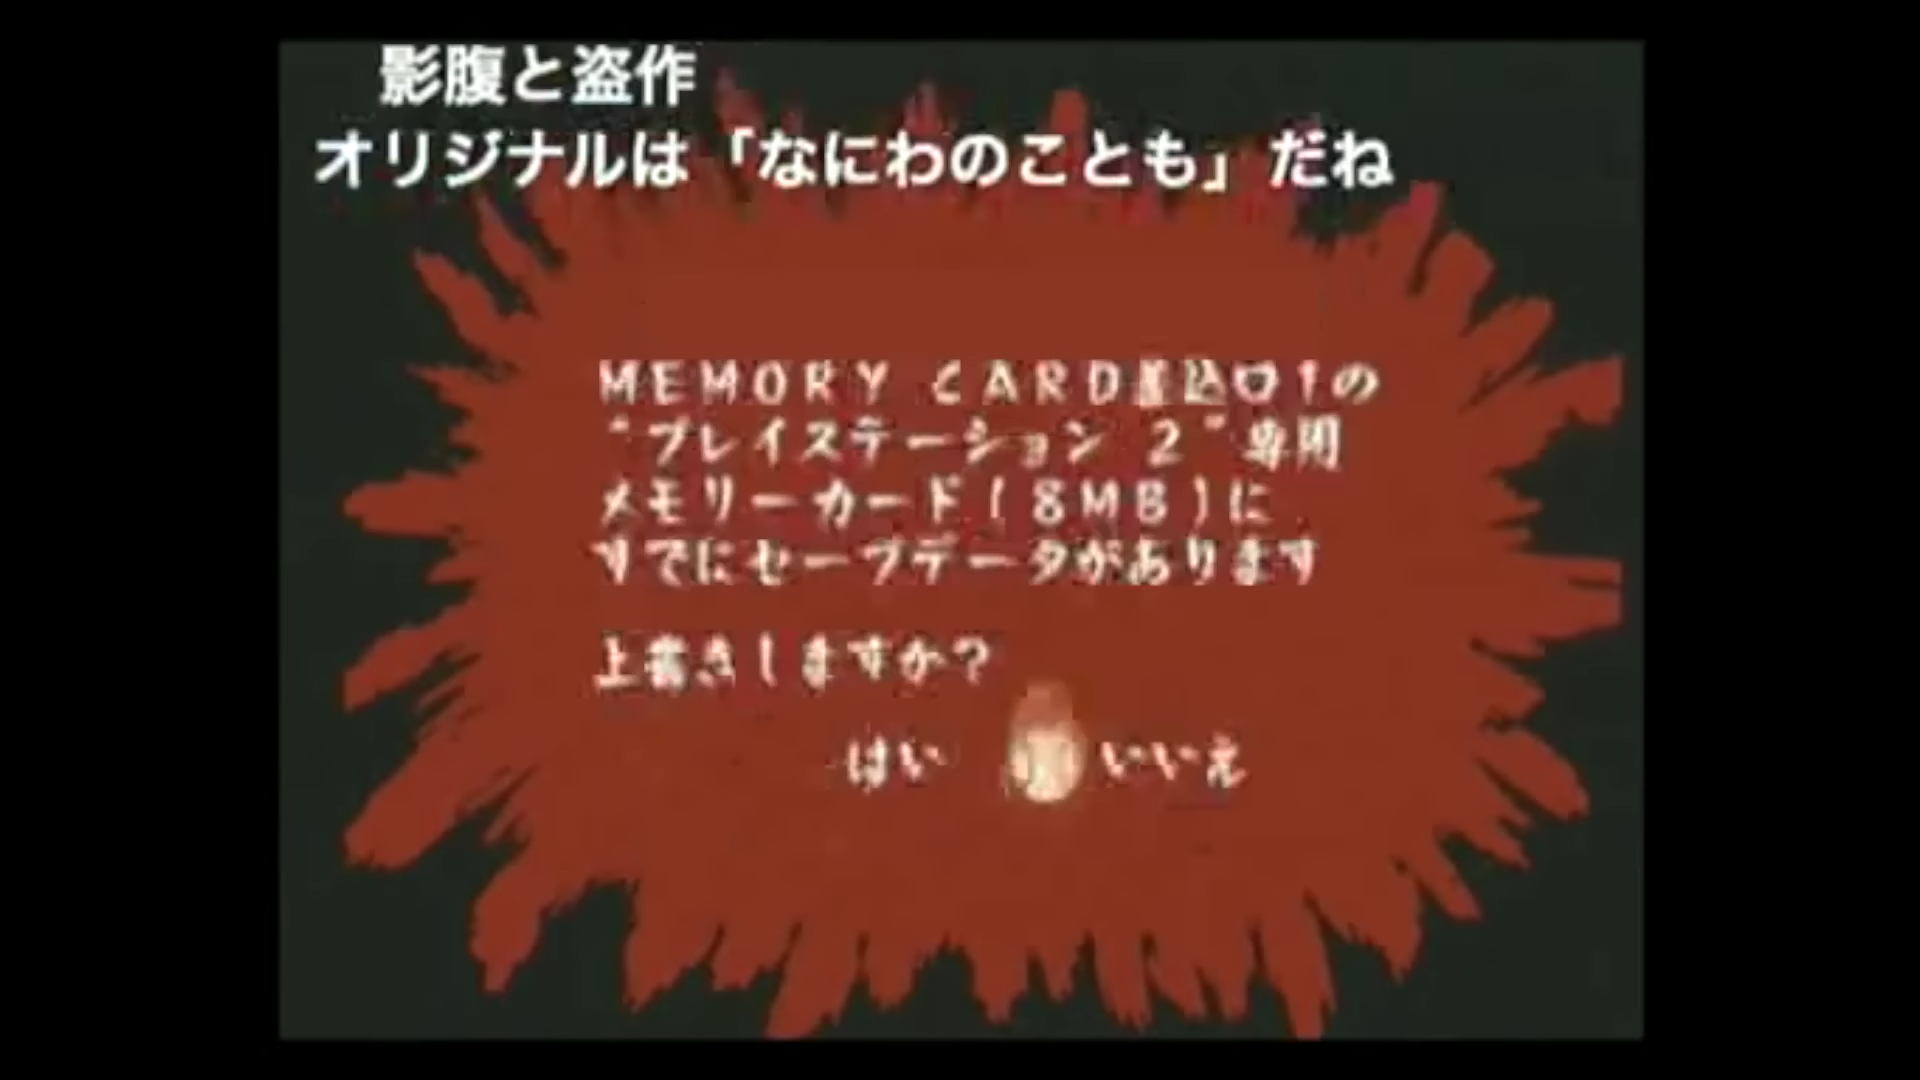 影腹と盗作
オリジナルは「なにわのことも」だね
MEMORY CARD差込口1の
“プレイステーション 2”専用
メモリーカード(8MB)に
すでにセーブデータがあります
上書きしますか?
はい いいえ